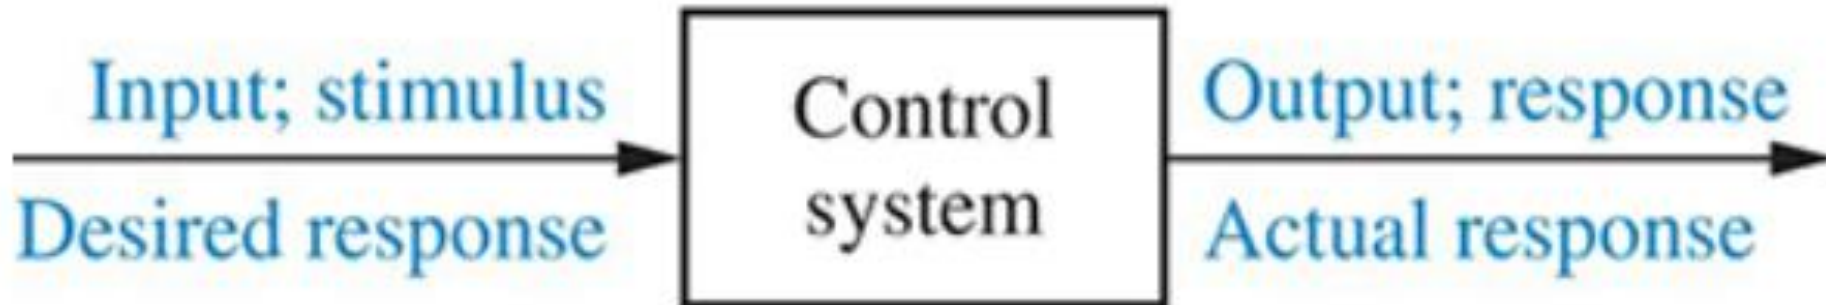 Input; stimulus
Desired response
Control
system
Output; response
Actual response